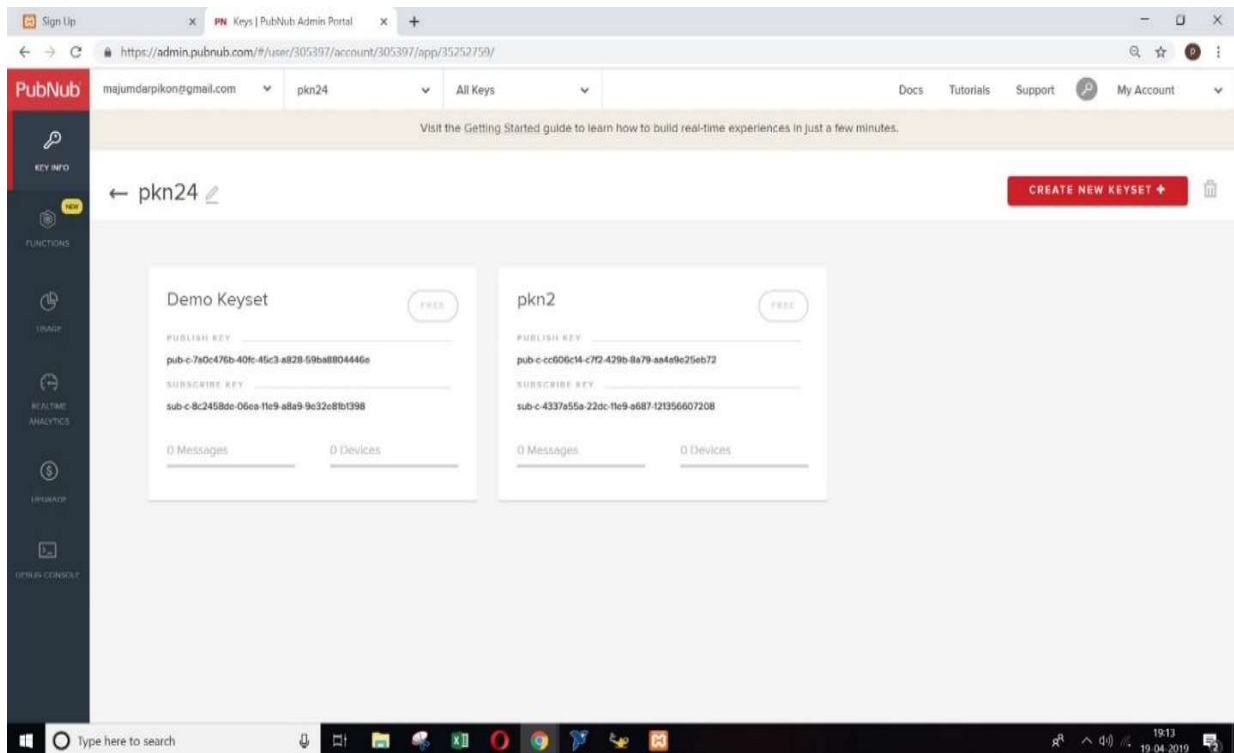 Sign Up
PN Keys | PubNub Admin Portal
https://admin.pubnub.com/#/user/305397/account/305397/app/35252759/
PubNub
majumdarpikon@gmail.com pkn24 All Keys Docs Tutorials Support My Account
Visit the Getting Started guide to learn how to build real-time experiences in just a few minutes.
KEY INFO
← pkn24
CREATE NEW KEYSET +
NEW
FUNCTIONS
USAGE
REALTIME
ANALYTICS
UPGRADE
DEBUG CONSOLE
Demo Keyset
FREE
PUBLISH KEY
pub-c-7a0c476b-40fc-45c3-a828-59ba8804446e
SUBSCRIBE KEY
sub-c-8c2458de-06ea-11e9-a8a9-9e32e81b1398
0 Messages 0 Devices
pkn2
FREE
PUBLISH KEY
pub-c-cc606c14-c7f2-429b-8a79-aa4a9e25eb72
SUBSCRIBE KEY
sub-c-4337a55a-22dc-11e9-a687-121356607208
0 Messages 0 Devices
Type here to search
19:13
19-04-2019